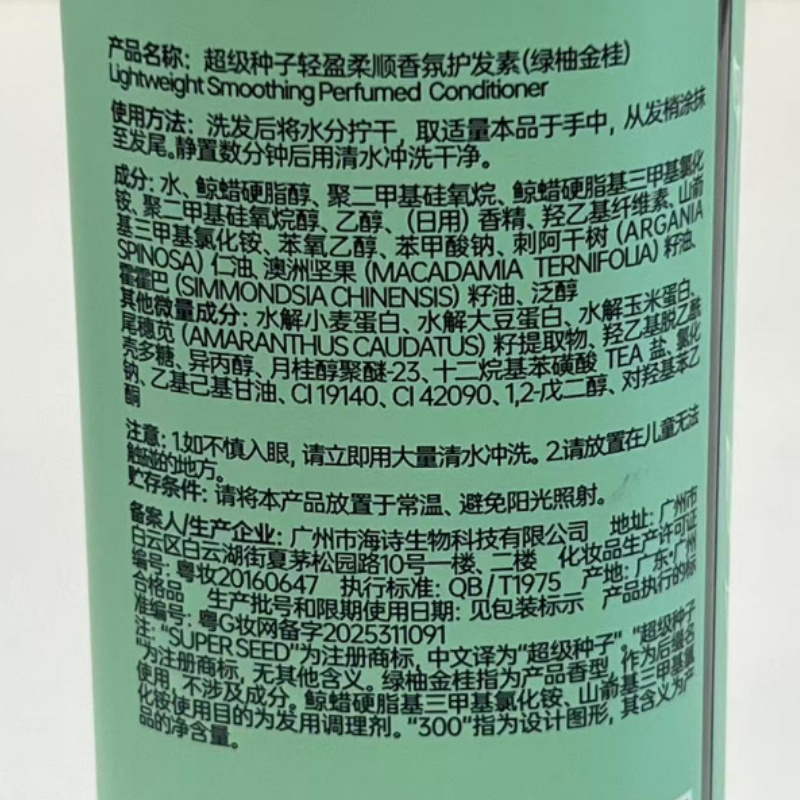 产品名称：超级种子轻盈柔顺香氛护发素(绿柚金桂)
Lightweight Smoothing Perfumed Conditioner
使用方法：洗发后将水分拧干，取适量本品于手中，从发梢涂抹
至发尾。静置数分钟后用清水冲洗干净。
成分：水、鲸蜡硬脂醇、聚二甲基硅氧烷、鲸蜡硬脂基三甲基氯化
铵、聚二甲基硅氧烷醇、乙醇、（日用）香精、羟乙基纤维素、山嵛
基三甲基氯化铵、苯氧乙醇、苯甲酸钠、刺阿干树（ARGANIA
SPINOSA）仁油、澳洲坚果（MACADAMIA TERNIFOLIA）籽油、
霍霍巴（SIMMONDSIA CHINENSIS）籽油、泛醇
其他微量成分：水解小麦蛋白、水解大豆蛋白、水解玉米蛋白、
尾穗苋（AMARANTHUS CAUDATUS）籽提取物、羟乙基脱乙酰
壳多糖、异丙醇、月桂醇聚醚-23、十二烷基苯磺酸 TEA 盐、氯化
钠、乙基己基甘油、CI 19140、CI 42090、1,2-戊二醇、对羟基苯乙
酮
注意：1.如不慎入眼，请立即用大量清水冲洗。2.请放置在儿童无法
触碰的地方。
贮存条件：请将本产品放置于常温、避免阳光照射。
备案人/生产企业：广州市海诗生物科技有限公司 地址：广州市
白云区白云湖街夏茅松园路10号一楼、二楼 化妆品生产许可证
编号：粤妆20160647 执行标准：QB/T1975 产地：广东·广州
合格品 生产批号和限期使用日期：见包装标示 产品执行的标
准编号：粤G妆网备字2025311091
注：“SUPER SEED”为注册商标，中文译为“超级种子”。“超级种子
”为注册商标，无其他含义。绿柚金桂指为产品香型，作为后缀名
使用，不涉及成分。鲸蜡硬脂基三甲基氯化铵、山嵛基三甲基氯
化铵使用目的为发用调理剂。“300”指为设计图形，其含义为产
品的净含量。